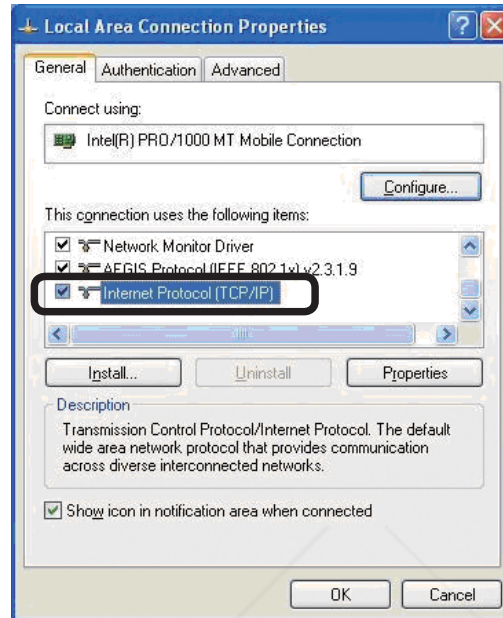 Local Area Connection Properties
General Authentication Advanced
Connect using:
Intel(R) PRO/1000 MT Mobile Connection
Configure...
This connection uses the following items:
Network Monitor Driver
AEGIS Protocol (IEEE 802.1x) v2.3.1.9
Internet Protocol (TCP/IP)
Install... Uninstall Properties
Description
Transmission Control Protocol/Internet Protocol. The default
wide area network protocol that provides communication
across diverse interconnected networks.
Show icon in notification area when connected
OK Cancel